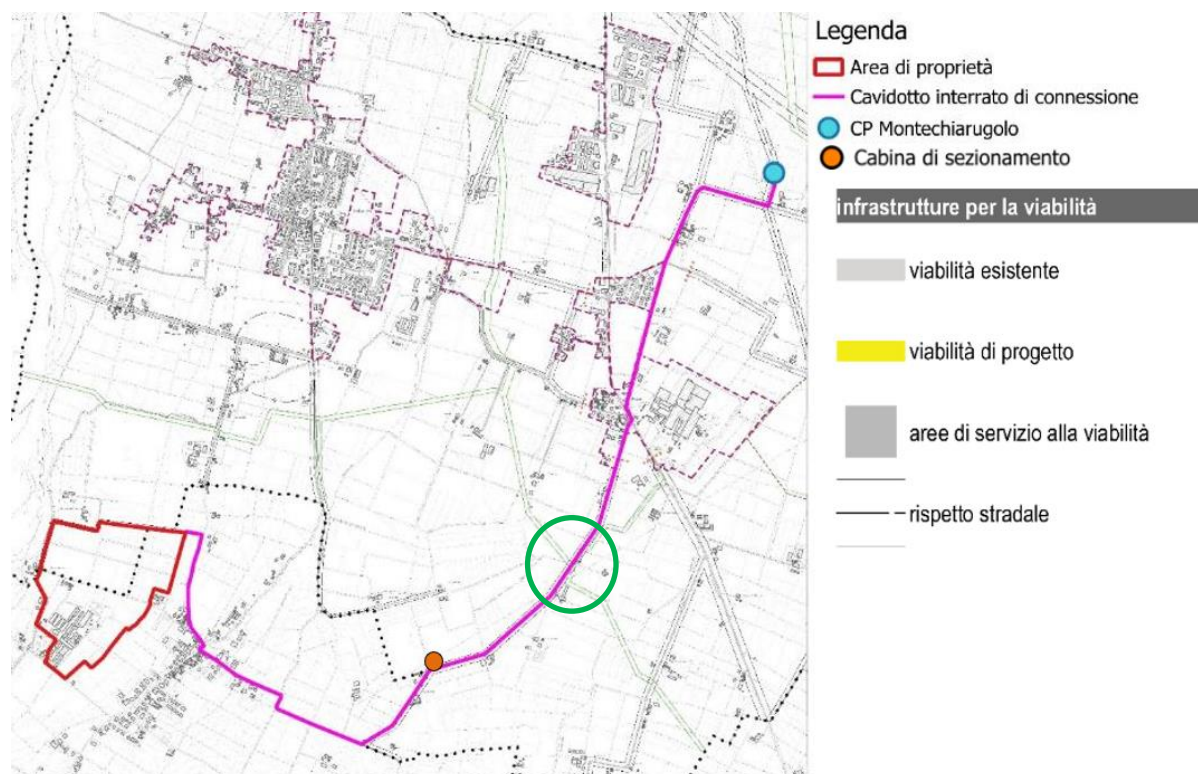 Legenda
Area di proprietà
Cavidotto interrato di connessione
CP Montechiarugolo
Cabina di sezionamento
infrastrutture per la viabilità
viabilità esistente
viabilità di progetto
aree di servizio alla viabilità
rispetto stradale